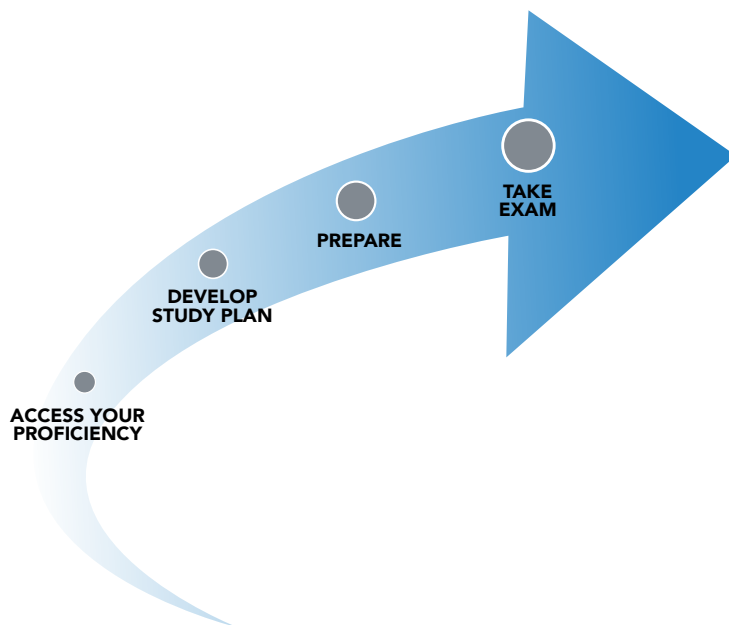 TAKE
EXAM
PREPARE
DEVELOP
STUDY PLAN
ACCESS YOUR
PROFICIENCY